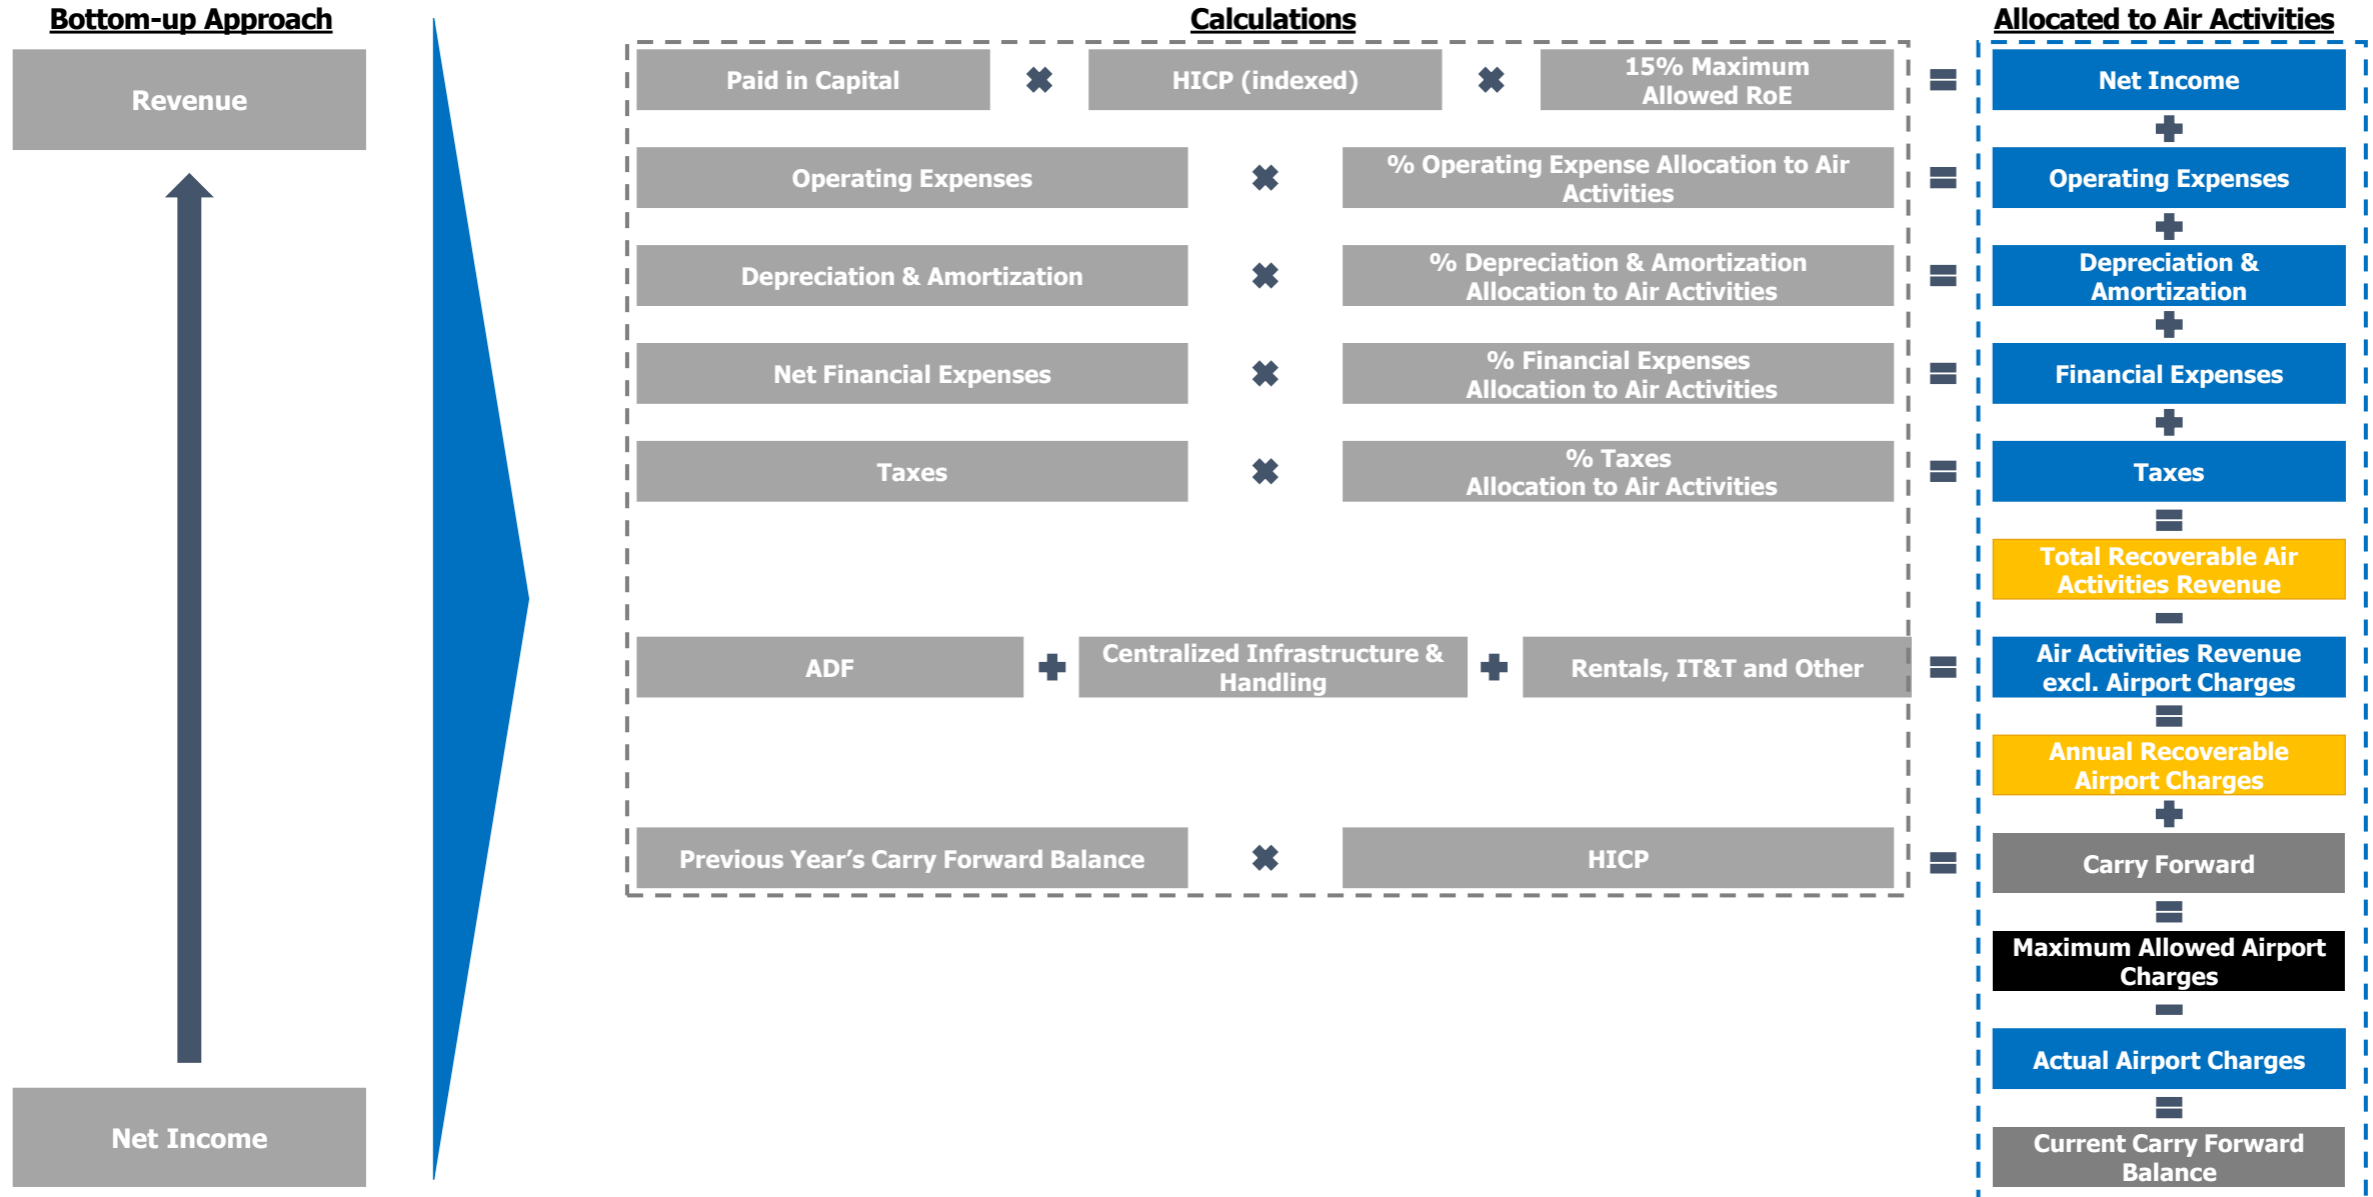 Bottom-up Approach
Calculations
Allocated to Air Activities
Revenue
Net Income
Paid in Capital
HICP (indexed)
15% Maximum
Allowed RoE
Net Income
Operating Expenses
% Operating Expense Allocation to Air
Activities
Operating Expenses
Depreciation & Amortization
% Depreciation & Amortization
Allocation to Air Activities
Depreciation &
Amortization
Net Financial Expenses
% Financial Expenses
Allocation to Air Activities
Financial Expenses
Taxes
% Taxes
Allocation to Air Activities
Taxes
Total Recoverable Air
Activities Revenue
ADF
Centralized Infrastructure &
Handling
Rentals, IT&T and Other
Air Activities Revenue
excl. Airport Charges
Annual Recoverable
Airport Charges
Previous Year’s Carry Forward Balance
HICP
Carry Forward
Maximum Allowed Airport
Charges
Actual Airport Charges
Current Carry Forward
Balance